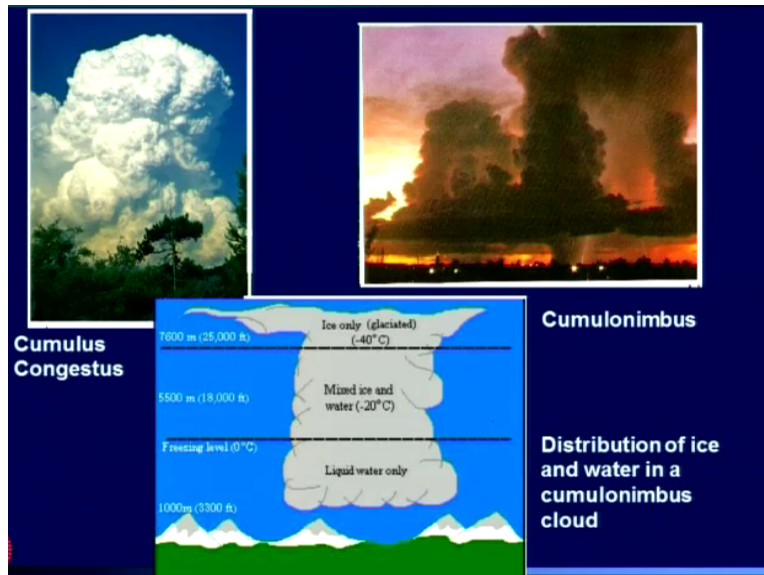 Cumulus
Congestus
Cumulonimbus
Ice only (glaciated)
(-40°C)
7600 m (25,000 ft)
Mixed ice and
water (-20°C)
5500 m (18,000 ft)
Freezing level (0°C)
Liquid water only
1000m (3300 ft)
Distribution of ice
and water in a
cumulonimbus
cloud